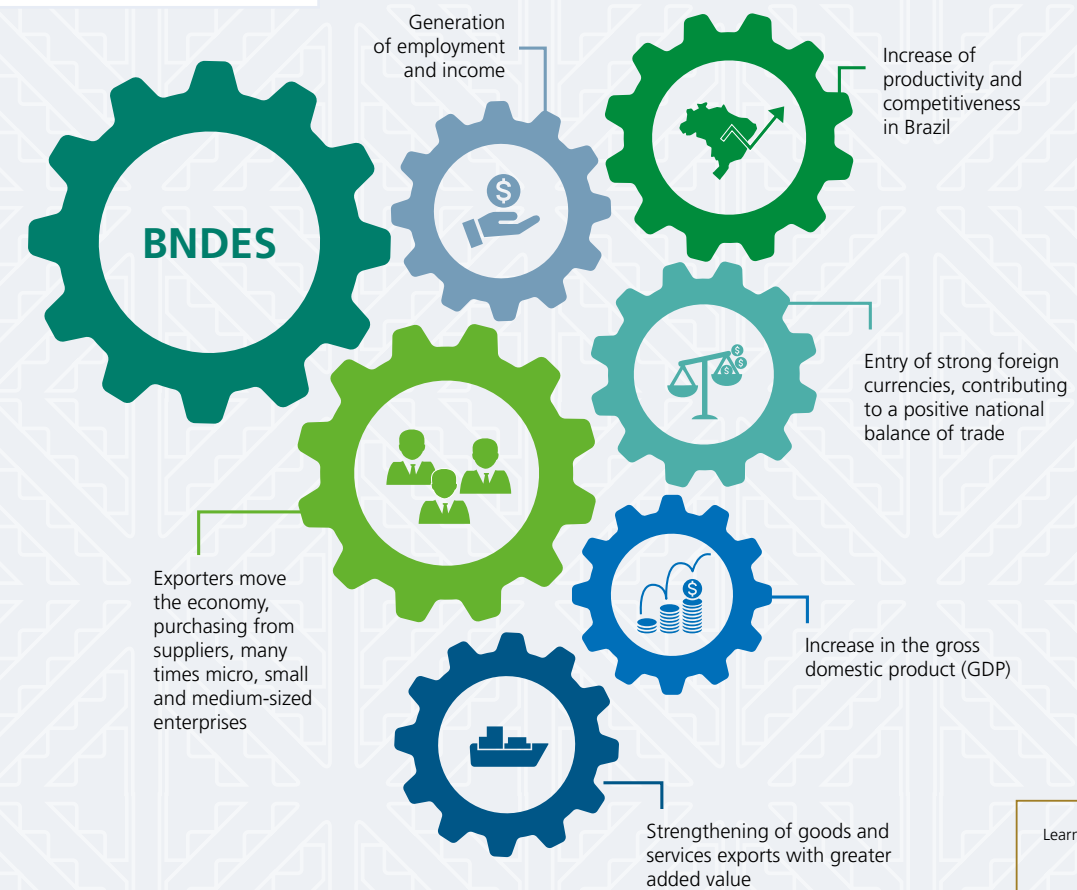 Generation
of employment
and income
Increase of
productivity and
competitiveness
in Brazil
BNDES
$
Entry of strong foreign
currencies, contributing
to a positive national
balance of trade
$
$
$
Exporters move
the economy,
purchasing from
suppliers, many
times micro, small
and medium-sized
enterprises
$
Increase in the gross
domestic product (GDP)
Strengthening of goods and
services exports with greater
added value
Learn